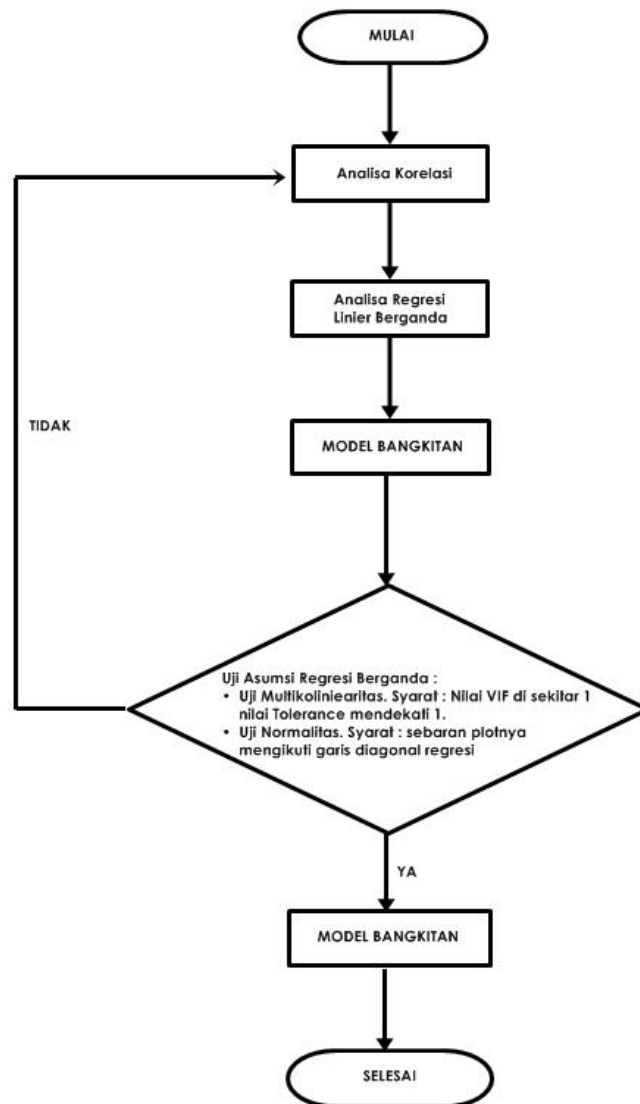 MULAI
Analisa Korelasi
Analisa Regresi
Linier Berganda
TIDAK
MODEL BANGKITAN
Uji Asumsi Regresi Berganda :
• Uji Multikoliniearitas. Syarat : Nilai VIF di sekitar 1
nilai Tolerance mendekati 1.
• Uji Normalitas. Syarat : sebaran plotnya
mengikuti garis diagonal regresi
YA
MODEL BANGKITAN
SELESAI